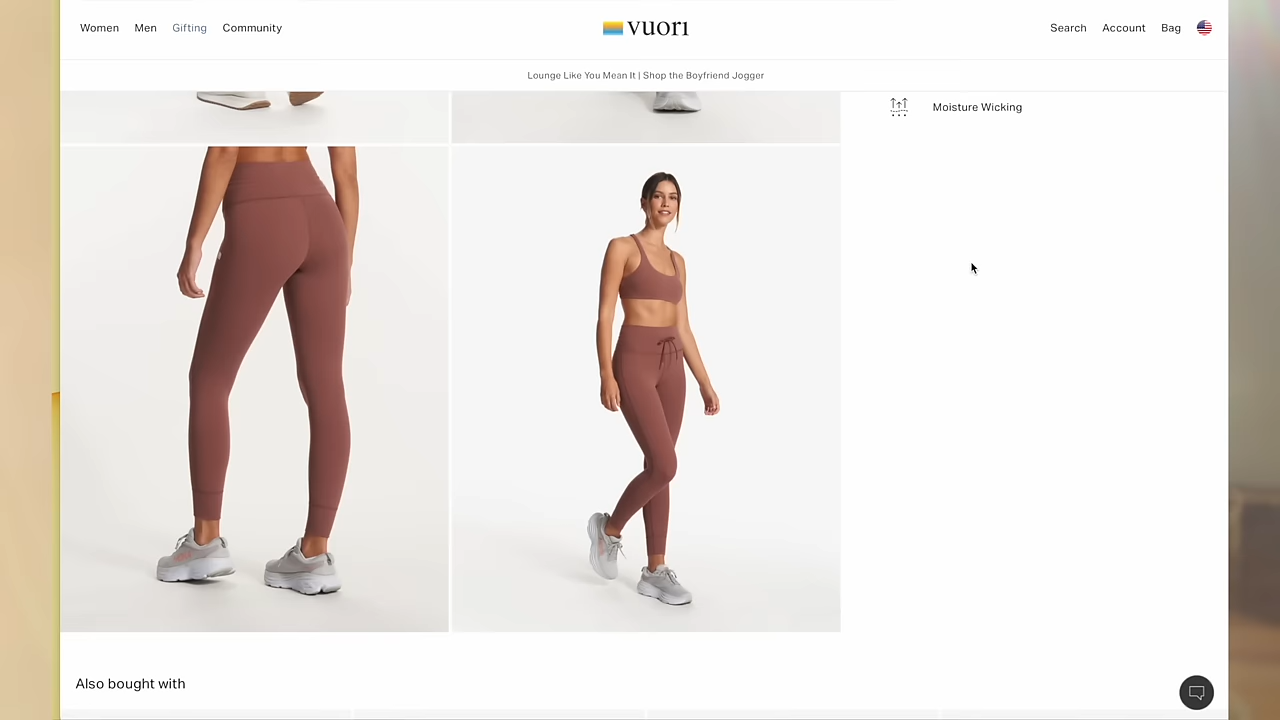 Women Men Gifting Community vuori Search Account Bag
Lounge Like You Mean It | Shop the Boyfriend Jogger
Moisture Wicking
Also bought with